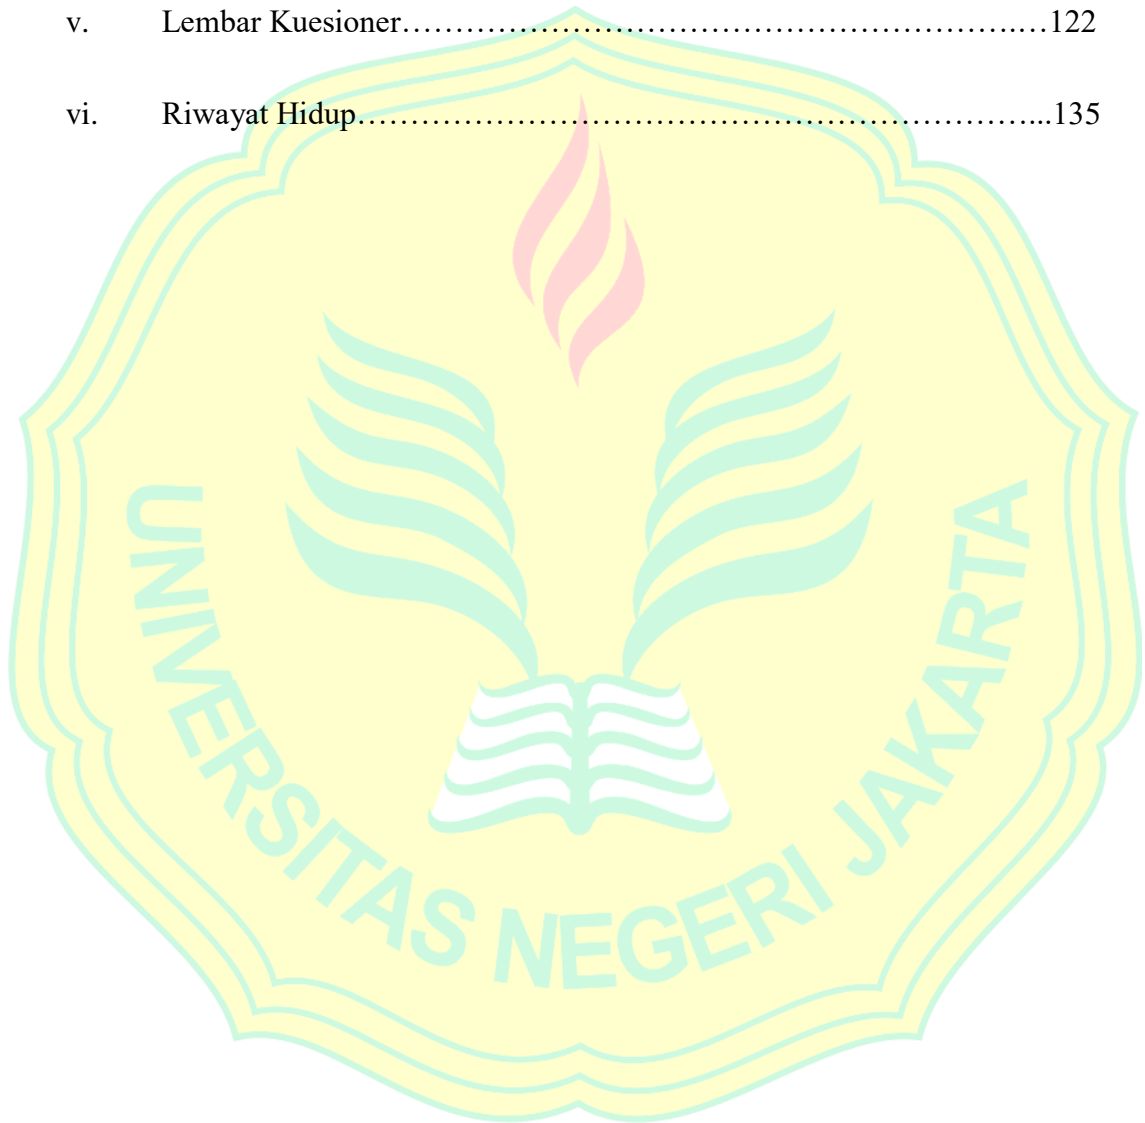 v. Lembar Kuesioner……………………………………………………….…122
vi. Riwayat Hidup…………………………………………………………...135
UNIVERSITAS NEGERI JAKARTA